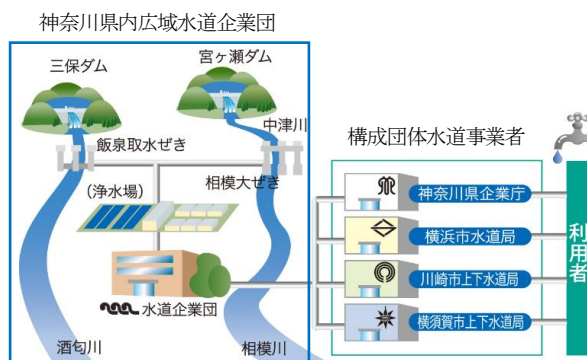 神奈川県内広域水道企業団
三保ダム
宮ヶ瀬ダム
中津川
飯泉取水ぜき
相模大ぜき
(浄水場)
水道企業団
酒匂川
相模川
構成団体水道事業者
神奈川県企業庁
横浜市水道局
川崎市上下水道局
横須賀市上下水道局
利用者